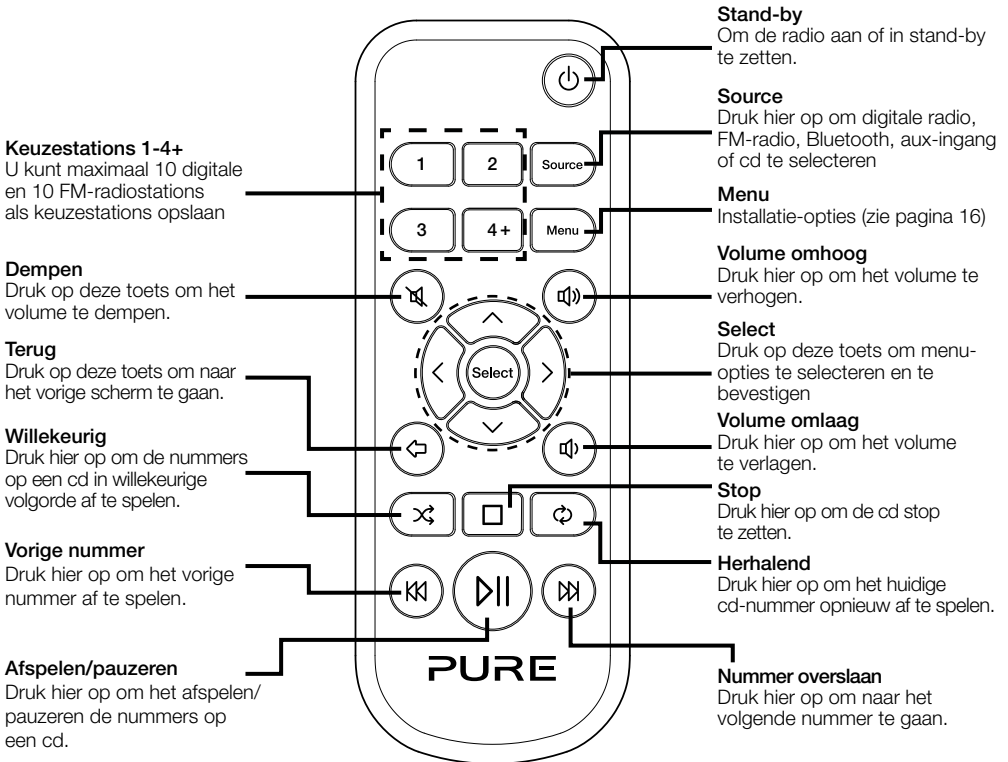 Stand-by
Om de radio aan of in stand-by
te zetten.
Source
Druk hier op om digitale radio,
FM-radio, Bluetooth, aux-ingang
of cd te selecteren
Menu
Installatie-opties (zie pagina 16)
Volume omhoog
Druk hier op om het volume te
verhogen.
Select
Druk op deze toets om menu-
opties te selecteren en te
bevestigen
Volume omlaag
Druk hier op om het volume
te verlagen.
Stop
Druk hier op om de cd stop
te zetten.
Herhalend
Druk hier op om het huidige
cd-nummer opnieuw af te spelen.
Nummer overslaan
Druk hier op om naar het
volgende nummer te gaan.
Keuzestations 1-4+
U kunt maximaal 10 digitale
en 10 FM-radiostations
als keuzestations opslaan
Dempen
Druk op deze toets om het
volume te dempen.
Terug
Druk op deze toets om naar
het vorige scherm te gaan.
Willekeurig
Druk hier op om de nummers
op een cd in willekeurige
volgorde af te spelen.
Vorige nummer
Druk hier op om het vorige
nummer af te spelen.
Afspelen/pauzeren
Druk hier op om het afspelen/
pauzeren de nummers op
een cd.
1 2 Source
3 4+ Menu
Select
PURE